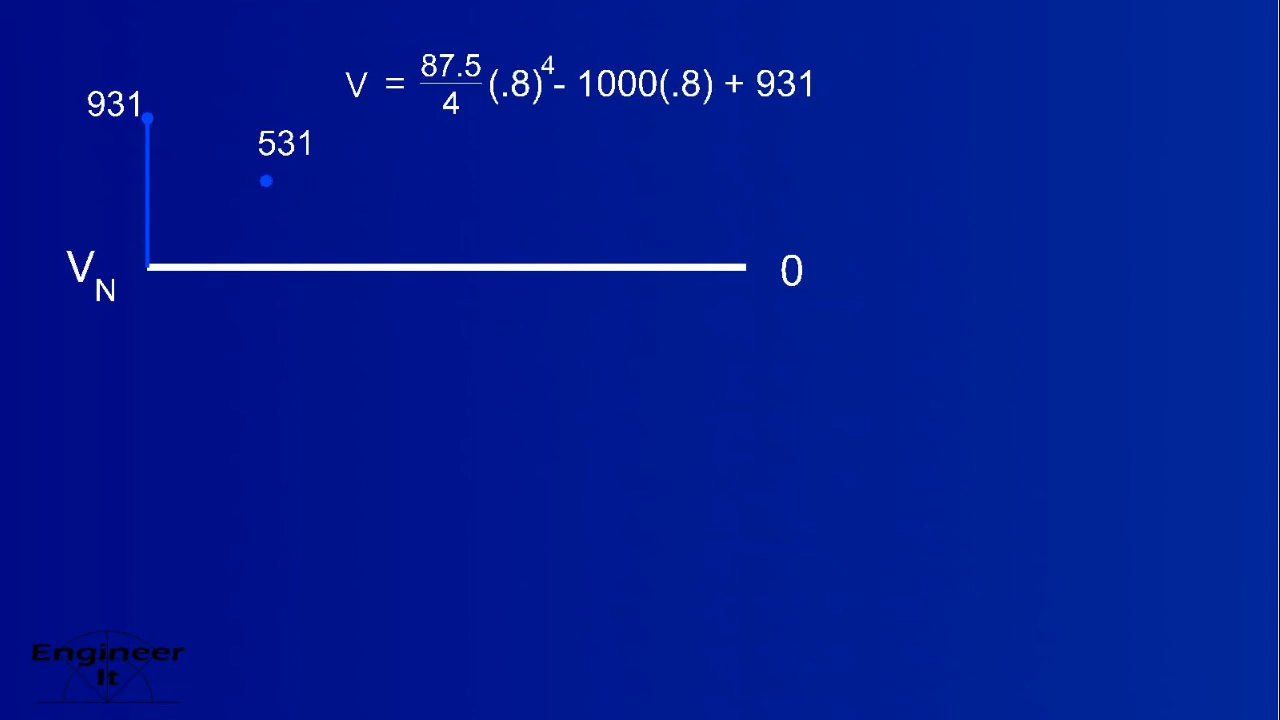 V = 87.5/4 (.8)^4 - 1000(.8) + 931
931
531
V_N
0
Engineer
It